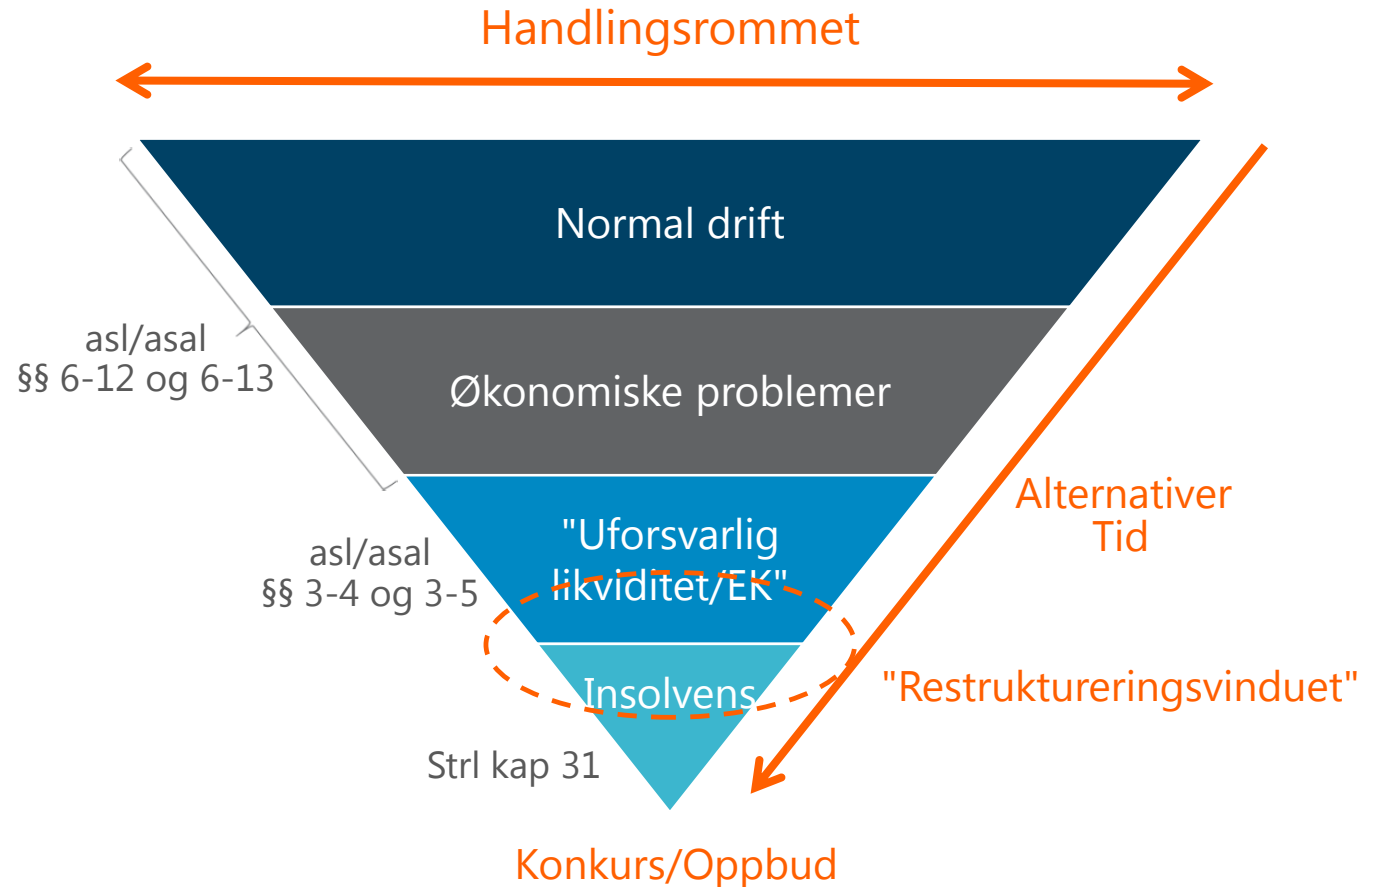 Handlingsrommet
Normal drift
asl/asal
§§ 6-12 og 6-13
Økonomiske problemer
Alternativer
Tid
"Uforsvarlig
likviditet/EK"
asl/asal
§§ 3-4 og 3-5
"Restruktureringsvinduet"
Insolvens
Strl kap 31
Konkurs/Oppbud